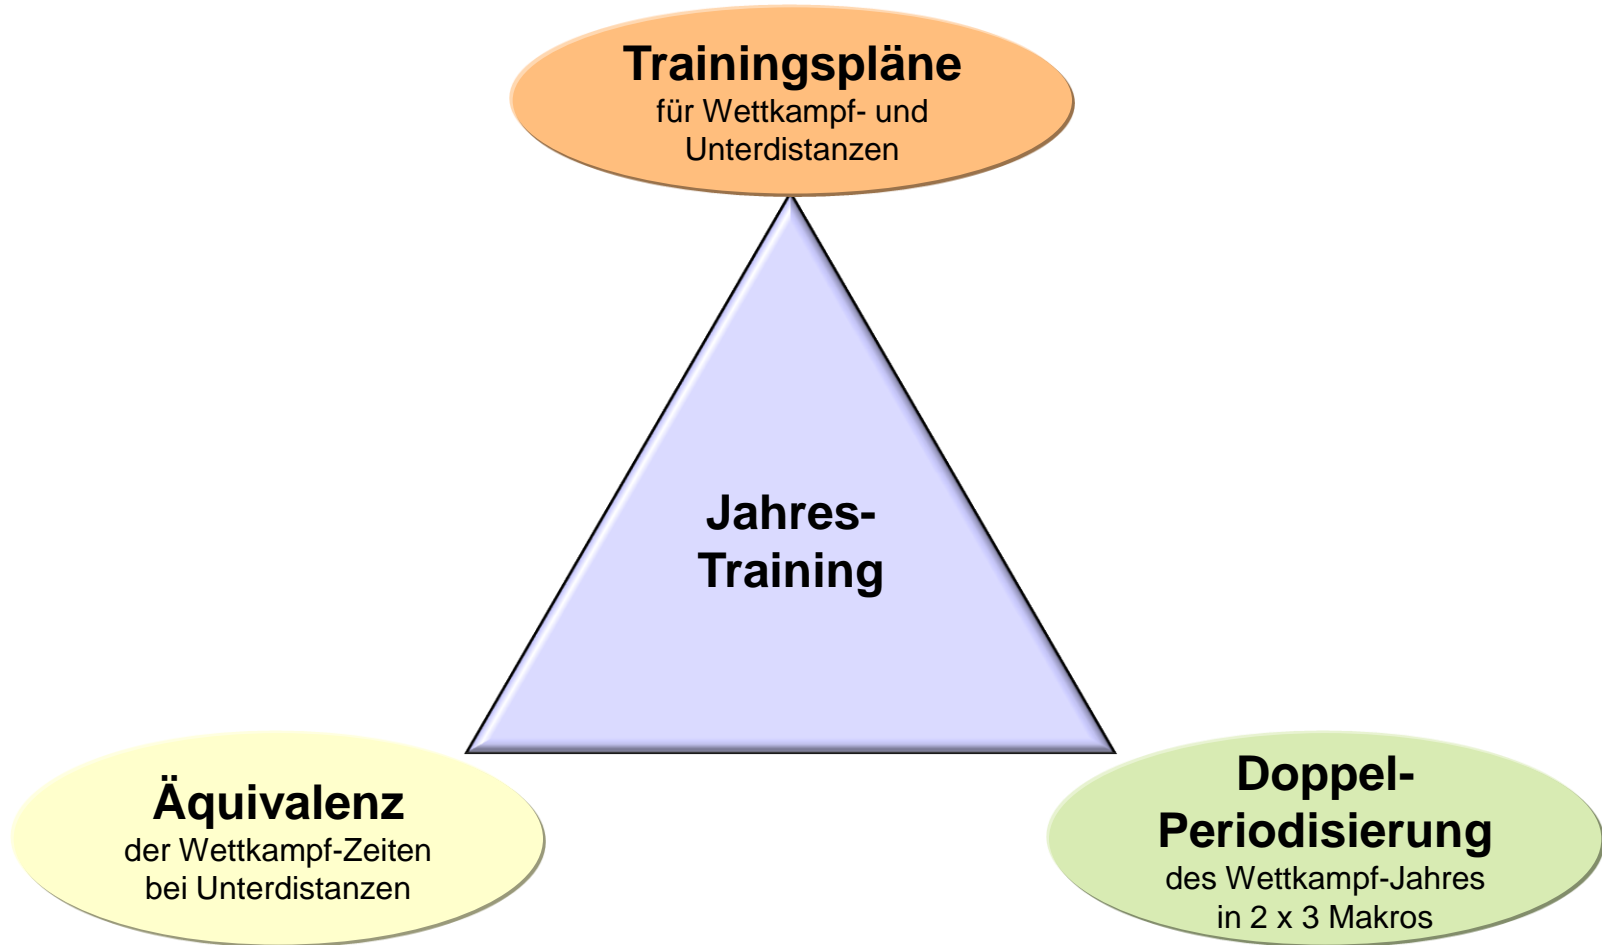 Trainingspläne
für Wettkampf- und
Unterdistanzen
Jahres-
Training
Äquivalenz
der Wettkampf-Zeiten
bei Unterdistanzen
Doppel-
Periodisierung
des Wettkampf-Jahres
in 2 x 3 Makros